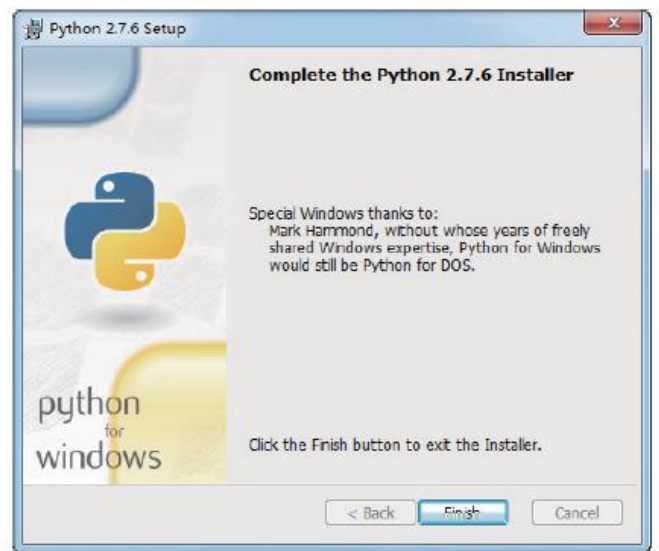 Python 2.7.6 Setup
Complete the Python 2.7.6 Installer
Special Windows thanks to:
Mark Hammond, without whose years of freely
shared Windows expertise, Python for Windows
would still be Python for DOS.
python
for
windows
Click the Finish button to exit the Installer.
< Back Finish Cancel